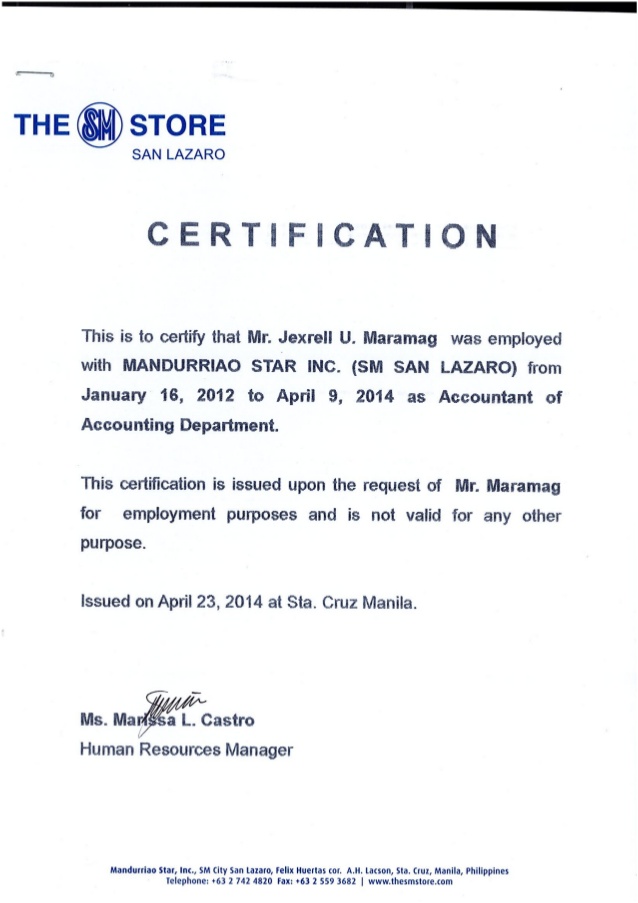 THE SM STORE
SAN LAZARO
CERTIFICATION
This is to certify that Mr. Jexrell U. Maramag was employed
with MANDURRIAO STAR INC. (SM SAN LAZARO) from
January 16, 2012 to April 9, 2014 as Accountant of
Accounting Department.
This certification is issued upon the request of Mr. Maramag
for employment purposes and is not valid for any other
purpose.
Issued on April 23, 2014 at Sta. Cruz Manila.
Ms. Marissa L. Castro
Human Resources Manager
Mandurriao Star, Inc., SM City San Lazaro, Felix Huertas cor. A.H. Lacson, Sta. Cruz, Manila, Philippines
Telephone: +63 2 742 4820 Fax: +63 2 559 3682 | www.thesmstore.com